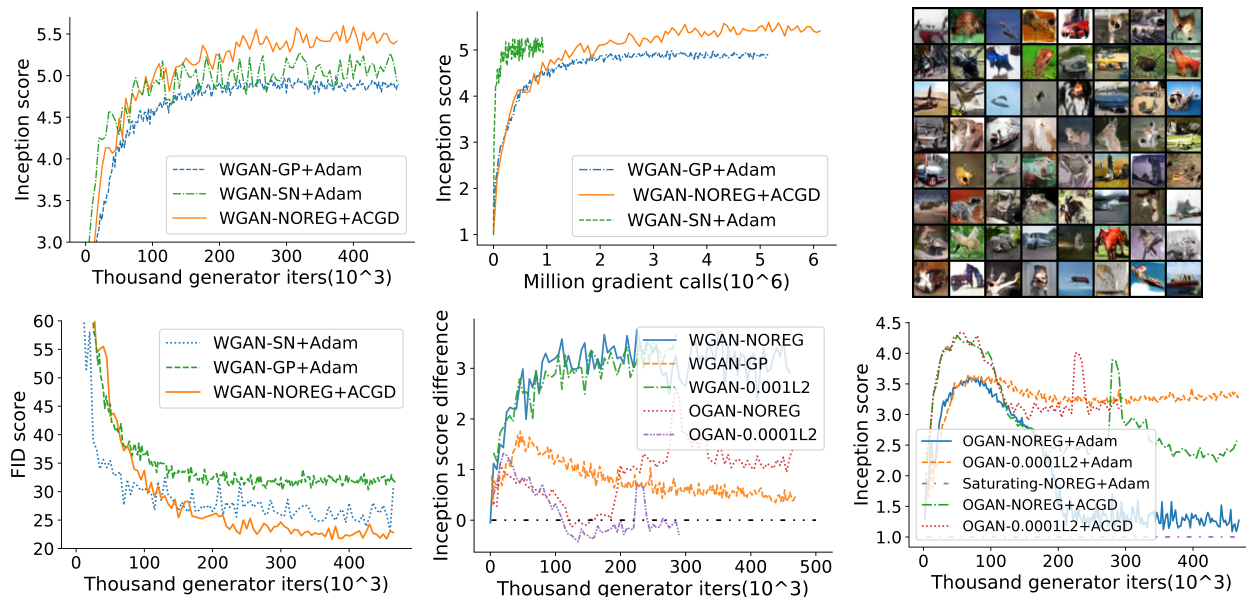 Inception score
5.5
5.0
4.5
4.0
3.5
3.0
WGAN-GP+Adam
WGAN-SN+Adam
WGAN-NOREG+ACGD
0 100 200 300 400
Thousand generator iters(10^3)
Inception score
5
4
3
2
1
WGAN-GP+Adam
WGAN-NOREG+ACGD
WGAN-SN+Adam
0 1 2 3 4 5 6
Million gradient calls(10^6)
FID score
60
55
50
45
40
35
30
25
20
WGAN-SN+Adam
WGAN-GP+Adam
WGAN-NOREG+ACGD
0 100 200 300 400
Thousand generator iters(10^3)
Inception score difference
3
2
1
0
WGAN-NOREG
WGAN-GP
WGAN-0.001L2
OGAN-NOREG
OGAN-0.0001L2
0 100 200 300 400 500
Thousand generator iters(10^3)
Inception score
4.5
4.0
3.5
3.0
2.5
2.0
1.5
1.0
OGAN-NOREG+Adam
OGAN-0.0001L2+Adam
Saturating-NOREG+Adam
OGAN-NOREG+ACGD
OGAN-0.0001L2+ACGD
0 100 200 300 400
Thousand generator iters(10^3)